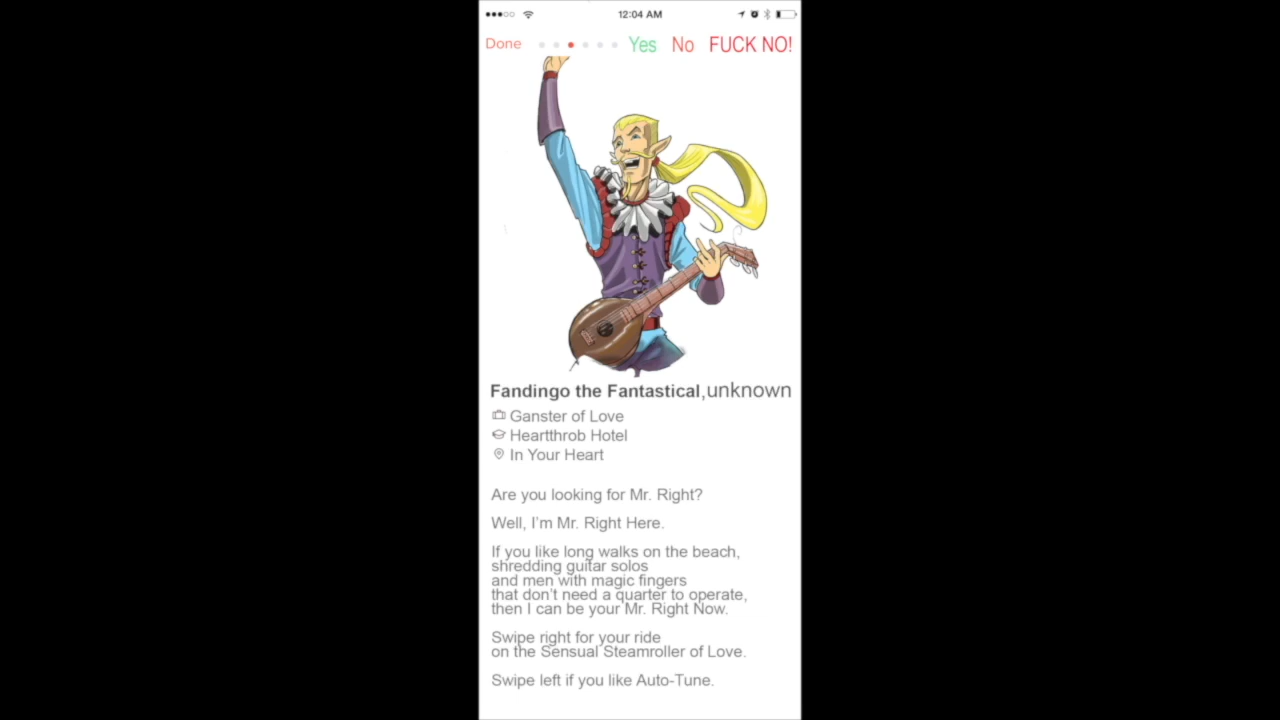 12:04 AM
Done Yes No FUCK NO!
Fandingo the Fantastical,unknown
Ganster of Love
Heartthrob Hotel
In Your Heart
Are you looking for Mr. Right?
Well, I'm Mr. Right Here.
If you like long walks on the beach,
shredding guitar solos
and men with magic fingers
that don't need a quarter to operate,
then I can be your Mr. Right Now.
Swipe right for your ride
on the Sensual Steamroller of Love.
Swipe left if you like Auto-Tune.